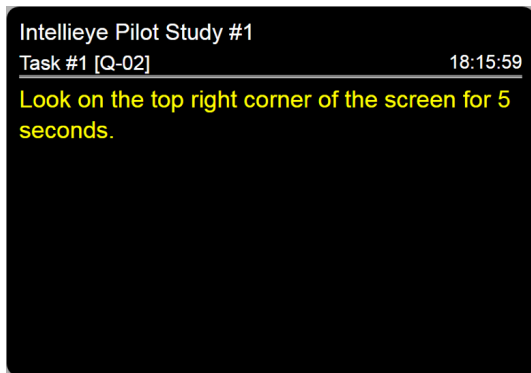 Intellieye Pilot Study #1
Task #1 [Q-02] 18:15:59
Look on the top right corner of the screen for 5
seconds.